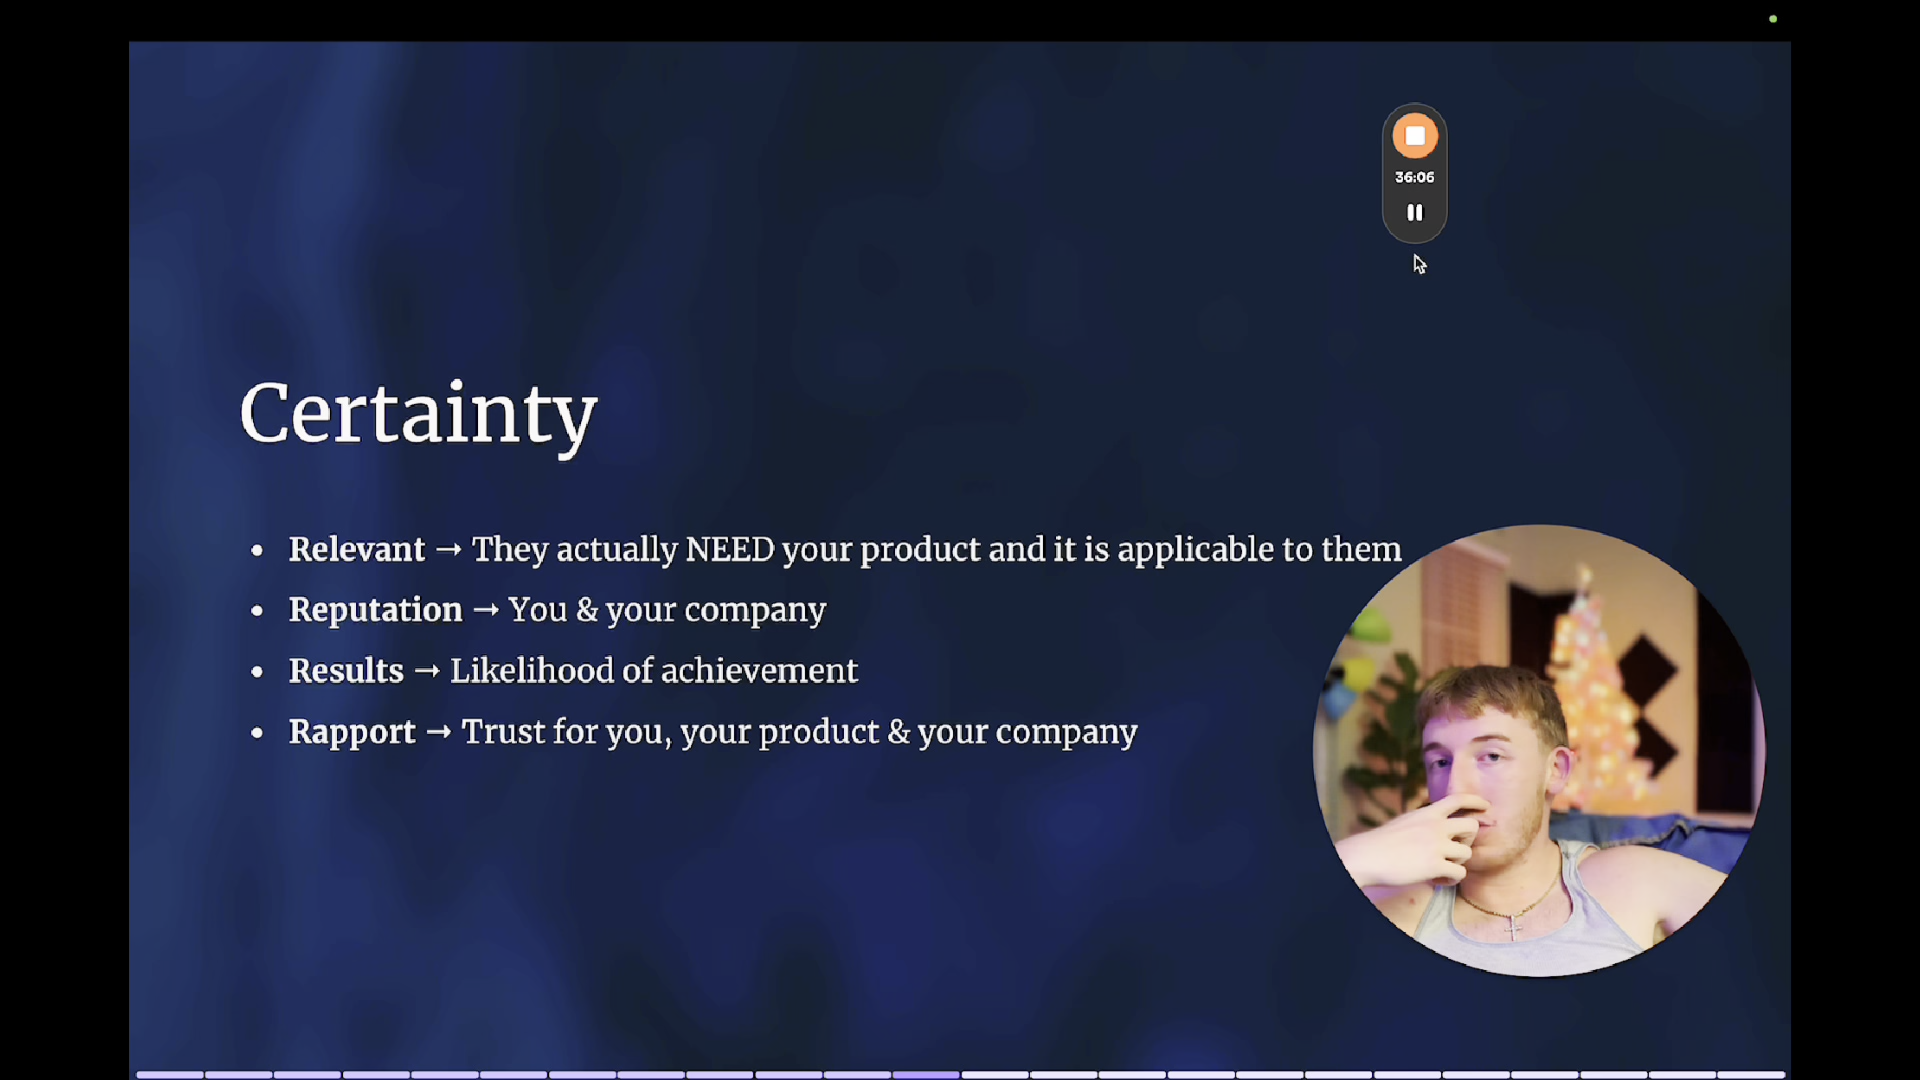 36:06
Certainty
• Relevant → They actually NEED your product and it is applicable to them
• Reputation → You & your company
• Results → Likelihood of achievement
• Rapport → Trust for you, your product & your company